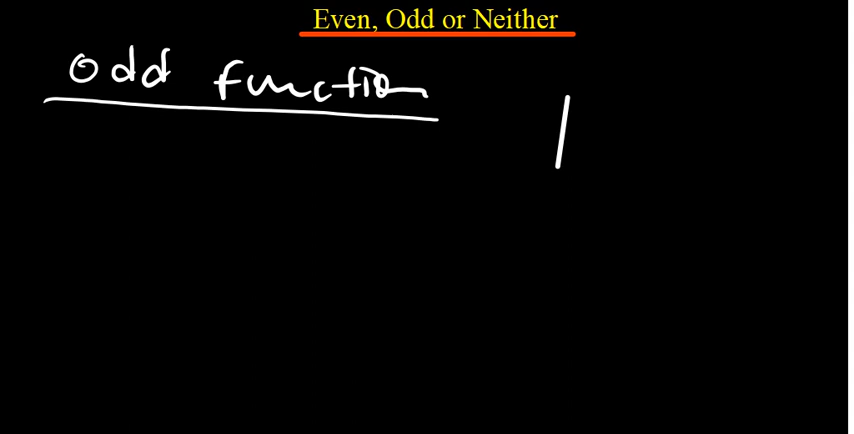 Even, Odd or Neither
odd function